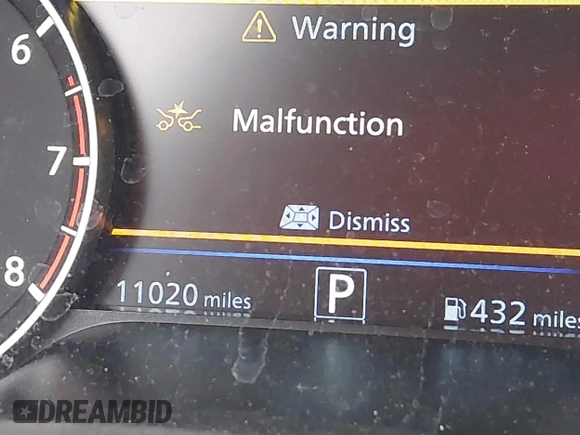 6
Warning
Malfunction
7
Dismiss
8
11020 miles
P
432 miles
DREAMBID